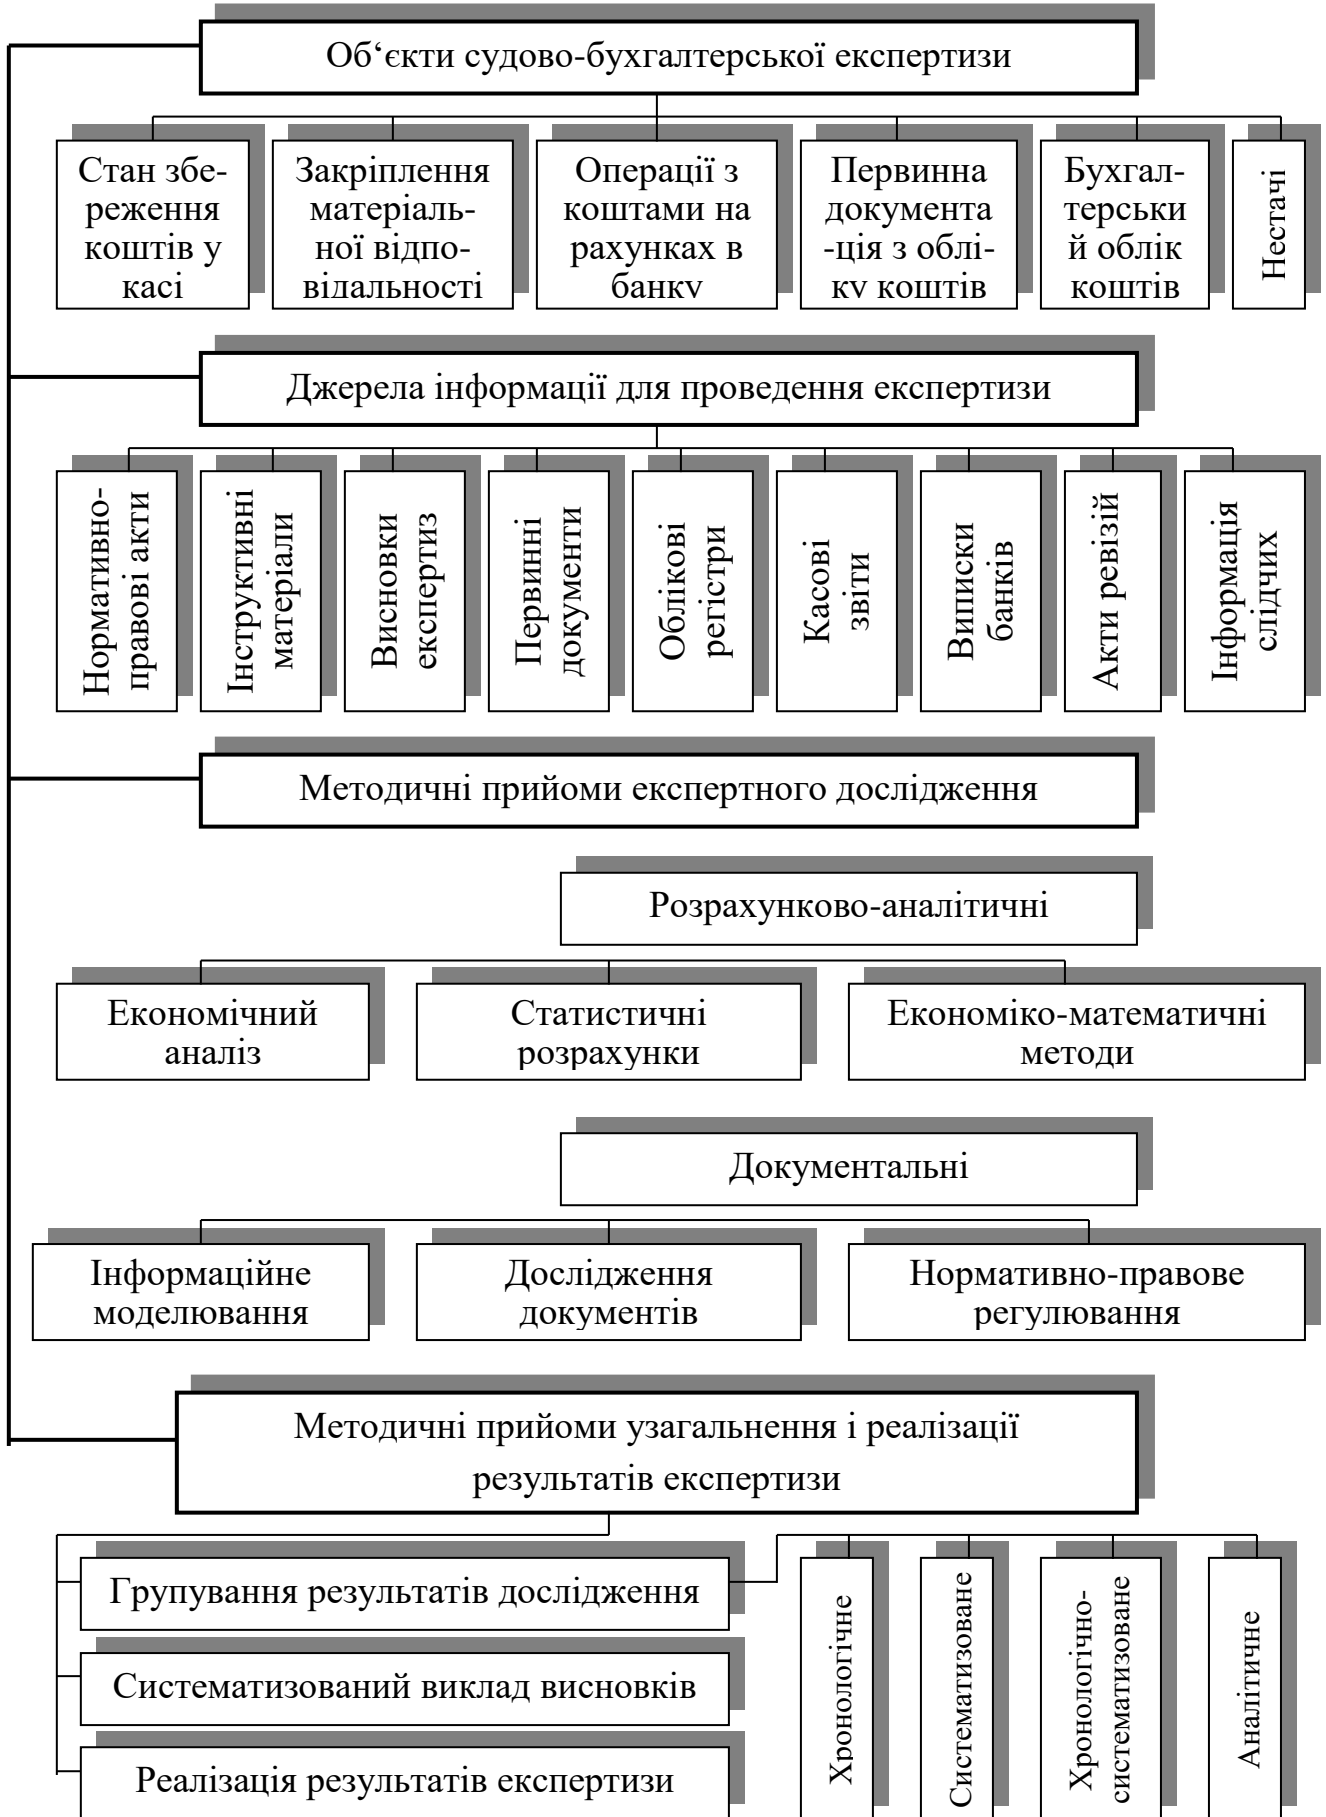 Об‘єкти судово-бухгалтерської експертизи
Стан збе-
реження
коштів у
касі
Закріплення
матеріаль-
ної відпо-
відальності
Операції з
коштами на
рахунках в
банку
Первинна
документа
-ція з облі-
ку коштів
Бухгал-
терськи
й облік
коштів
Нестачі
Джерела інформації для проведення експертизи
Нормативно-
правові акти
Інструктивні
матеріали
Висновки
експертиз
Первинні
документи
Облікові
регістри
Касові
звіти
Виписки
банків
Акти ревізій
Інформація
слідчих
Методичні прийоми експертного дослідження
Розрахунково-аналітичні
Економічний
аналіз
Статистичні
розрахунки
Економіко-математичні
методи
Документальні
Інформаційне
моделювання
Дослідження
документів
Нормативно-правове
регулювання
Методичні прийоми узагальнення і реалізації
результатів експертизи
Групування результатів дослідження
Систематизований виклад висновків
Реалізація результатів експертизи
Хронологічне
Систематизоване
Хронологічно-
систематизоване
Аналітичне